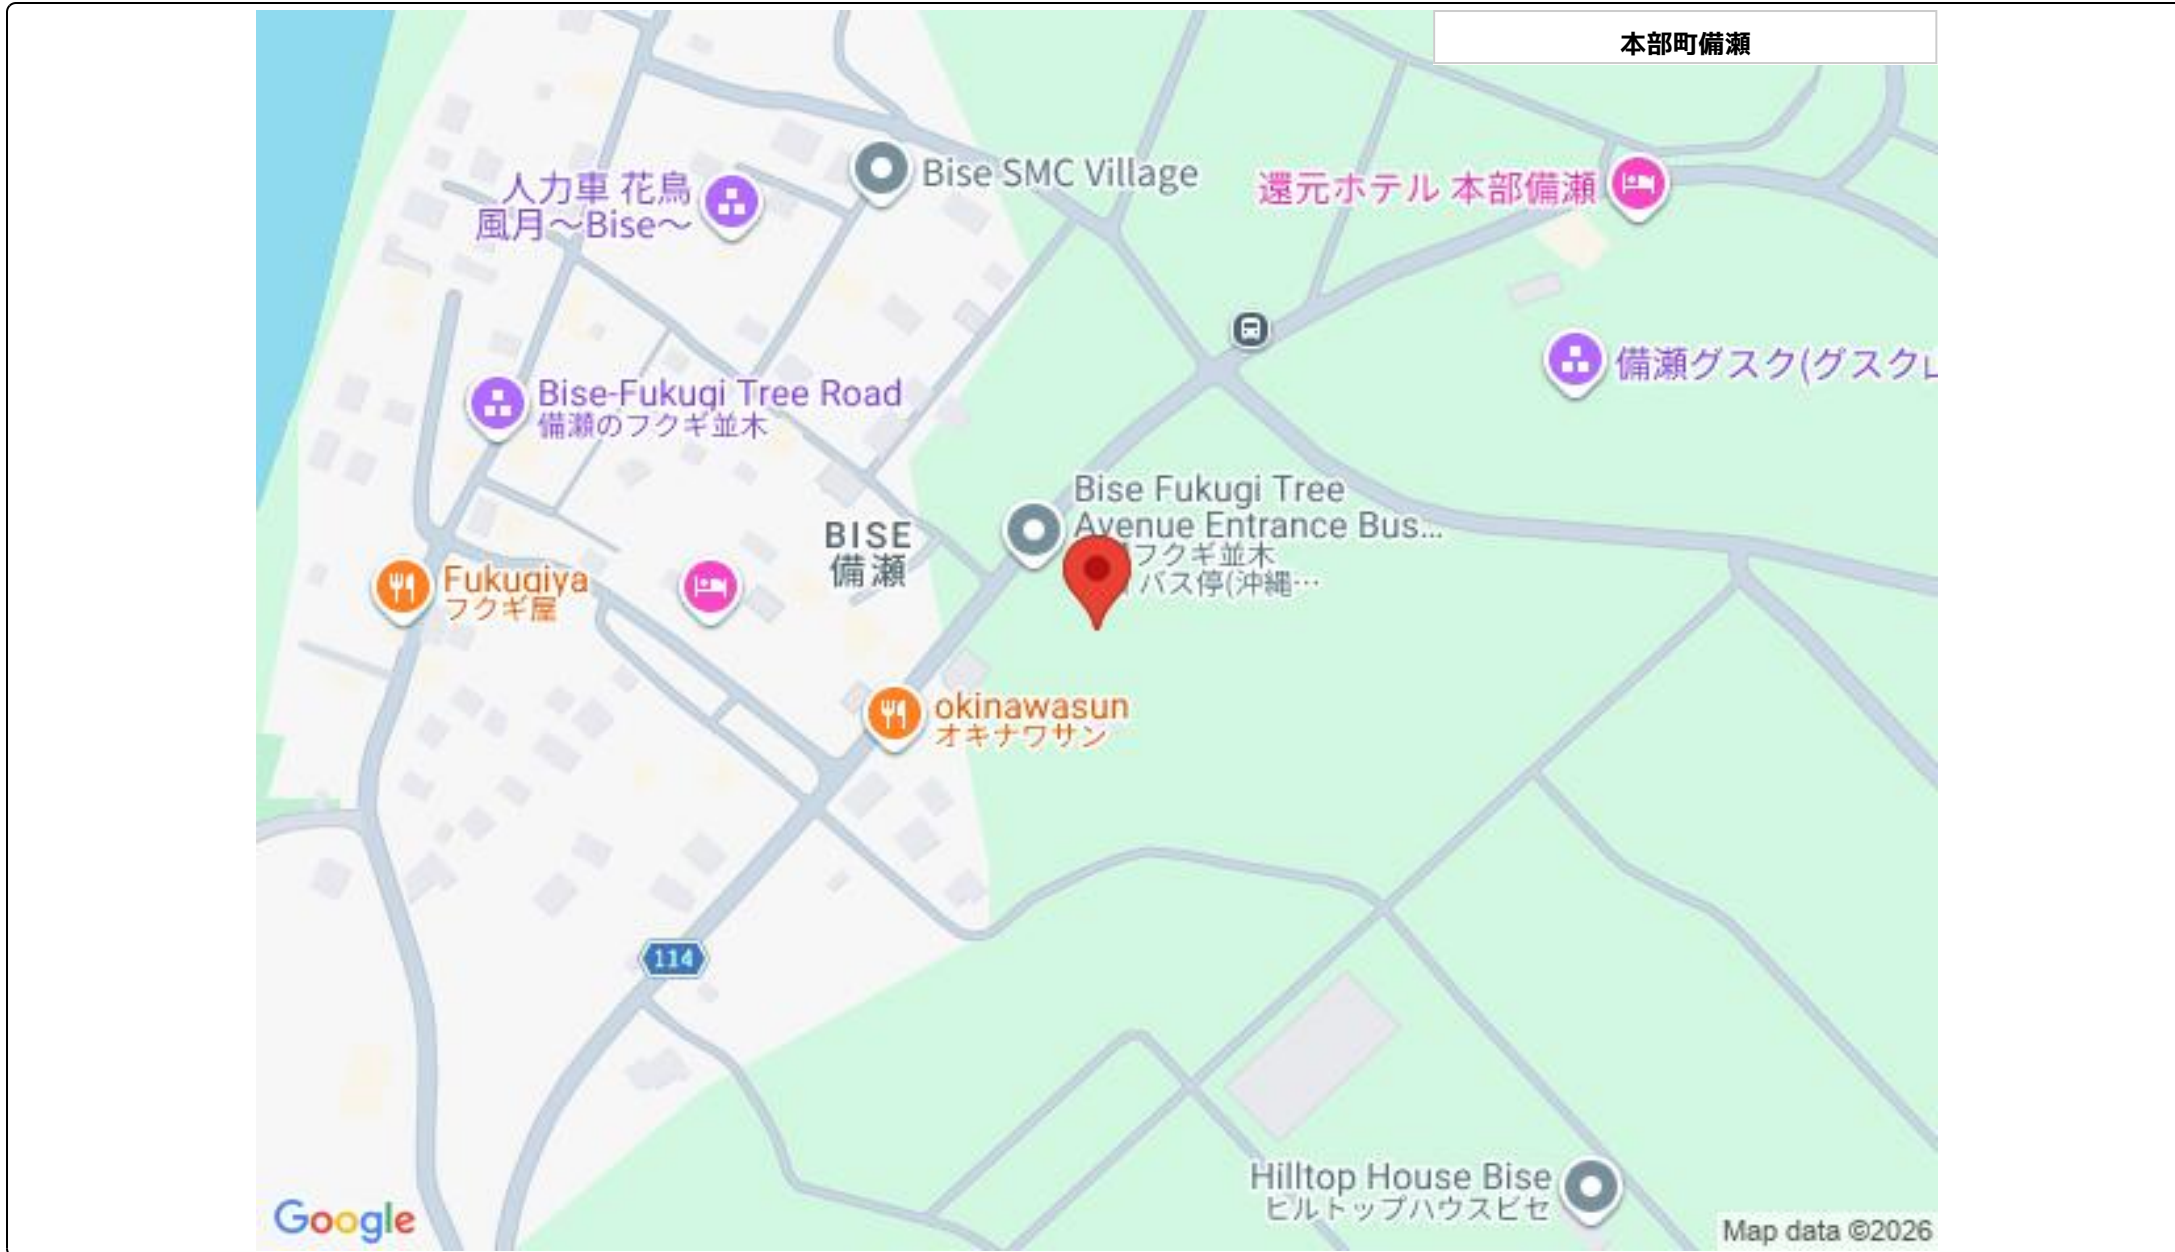 本部町備瀬
Bise SMC Village
人力車 花鳥
風月～Bise～
還元ホテル 本部備瀬
備瀬グスク(グスク
Bise-Fukugi Tree Road
備瀬のフクギ並木
Bise Fukugi Tree
Avenue Entrance Bus...
フクギ並木
バス停(沖縄…
BISE
備瀬
Fukugiya
フクギ屋
okinawasun
オキナワサン
114
Hilltop House Bise
ヒルトップハウスビセ
Google
Map data ©2026